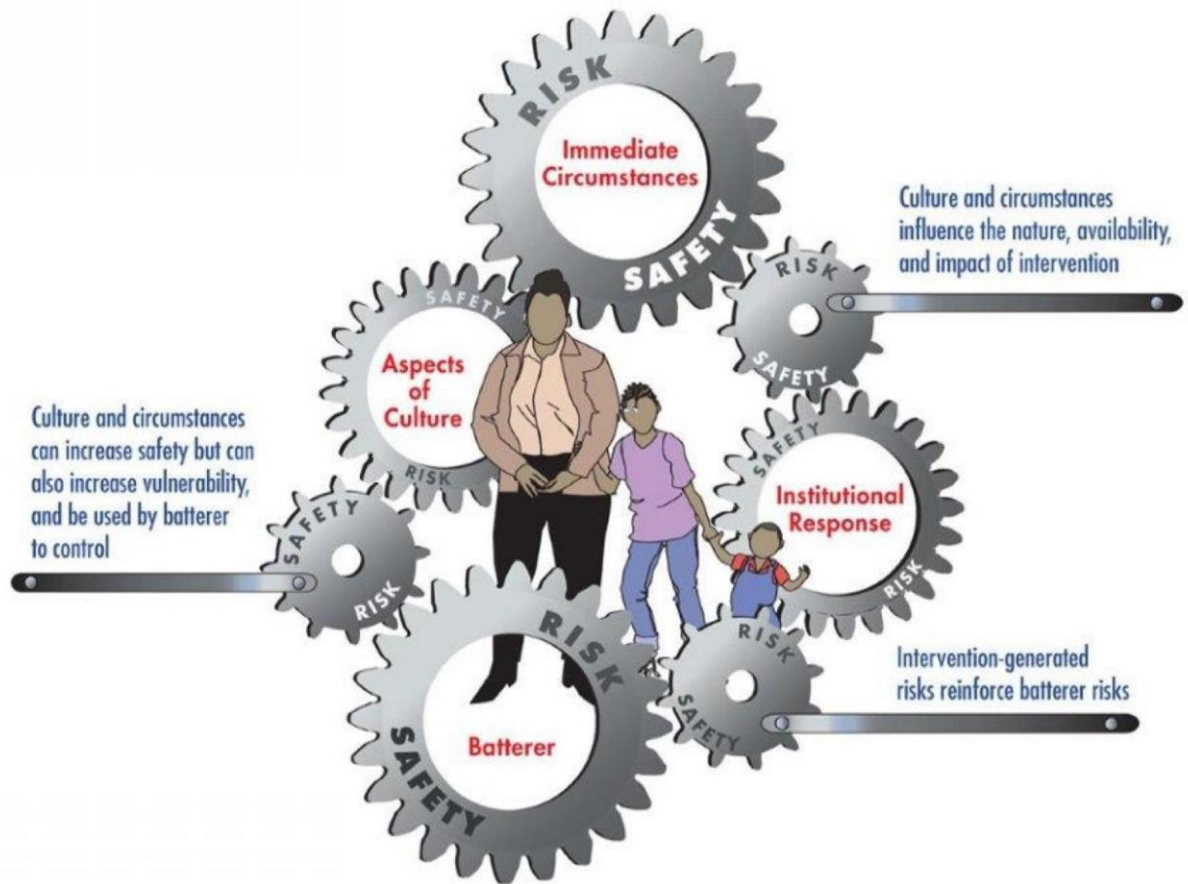 RISK
Immediate
Circumstances
SAFETY
Culture and circumstances
influence the nature, availability,
and impact of intervention
RISK
SAFETY
SAFETY
Aspects
of
Culture
RISK
Culture and circumstances
can increase safety but can
also increase vulnerability,
and be used by batterer
to control
SAFETY
RISK
SAFETY
Institutional
Response
RISK
RISK
Batterer
SAFETY
RISK
SAFETY
Intervention-generated
risks reinforce batterer risks